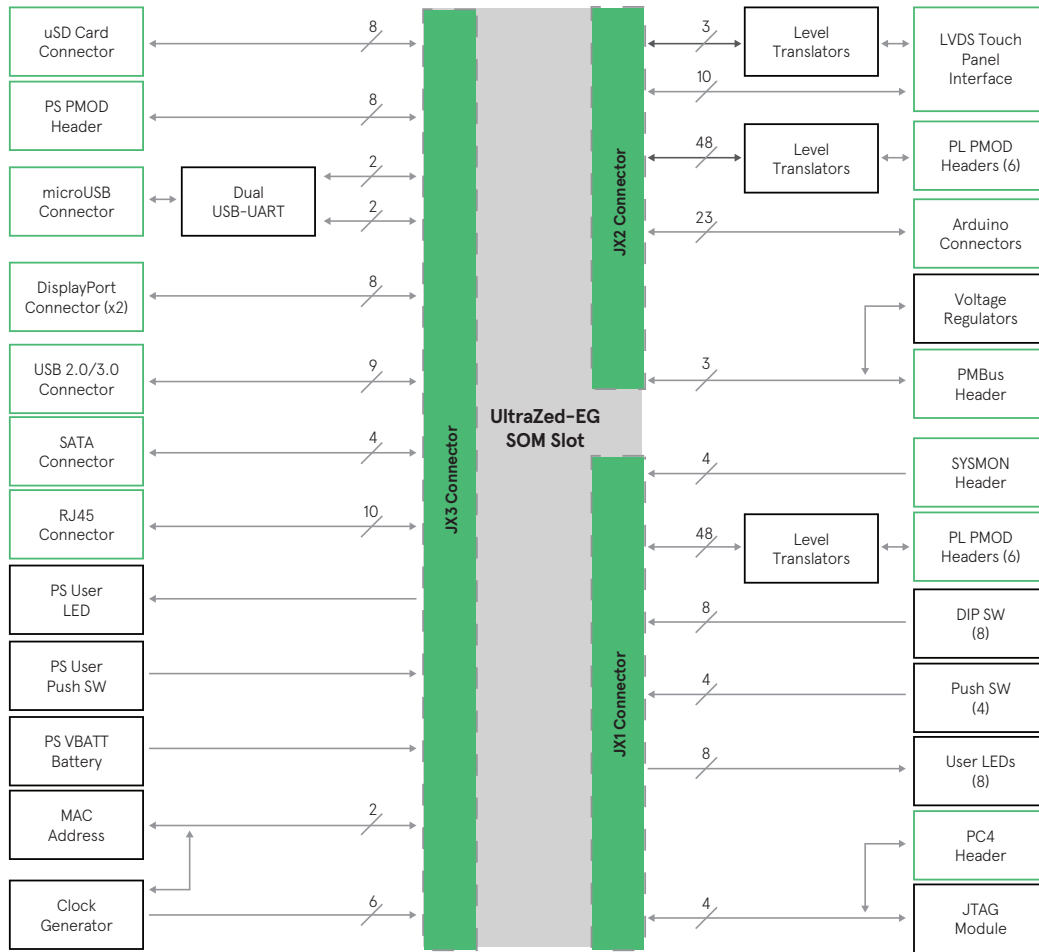 uSD Card
Connector
8
PS PMOD
Header
8
microUSB
Connector
Dual
USB-UART
2
2
DisplayPort
Connector (x2)
8
USB 2.0/3.0
Connector
9
SATA
Connector
4
RJ45
Connector
10
PS User
LED
PS User
Push SW
PS VBATT
Battery
MAC
Address
2
Clock
Generator
6
JX3 Connector
UltraZed-EG
SOM Slot
JX2 Connector
JX1 Connector
3
Level
Translators
LVDS Touch
Panel
Interface
10
48
Level
Translators
PL PMOD
Headers (6)
23
Arduino
Connectors
Voltage
Regulators
3
PMBus
Header
4
SYSMON
Header
48
Level
Translators
PL PMOD
Headers (6)
8
DIP SW
(8)
4
Push SW
(4)
8
User LEDs
(8)
PC4
Header
4
JTAG
Module